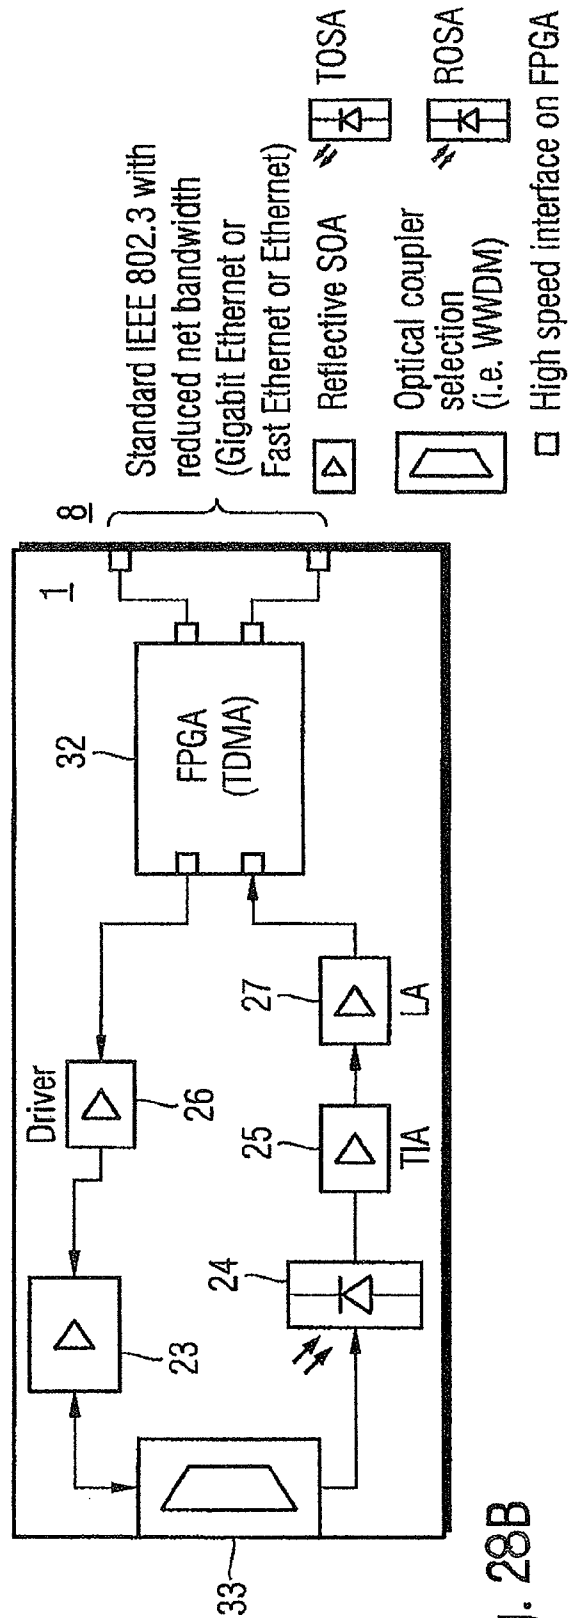 Standard IEEE 802.3 with
reduced net bandwidth
(Gigabit Ethernet or
Fast Ethernet or Ethernet)
8
1
32
FPGA
(TDMA)
Driver
26
23
27
LA
25
TIA
24
33
Reflective SOA
TOSA
Optical coupler
selection
(i.e. WWDM)
ROSA
High speed interface on FPGA
. 28B